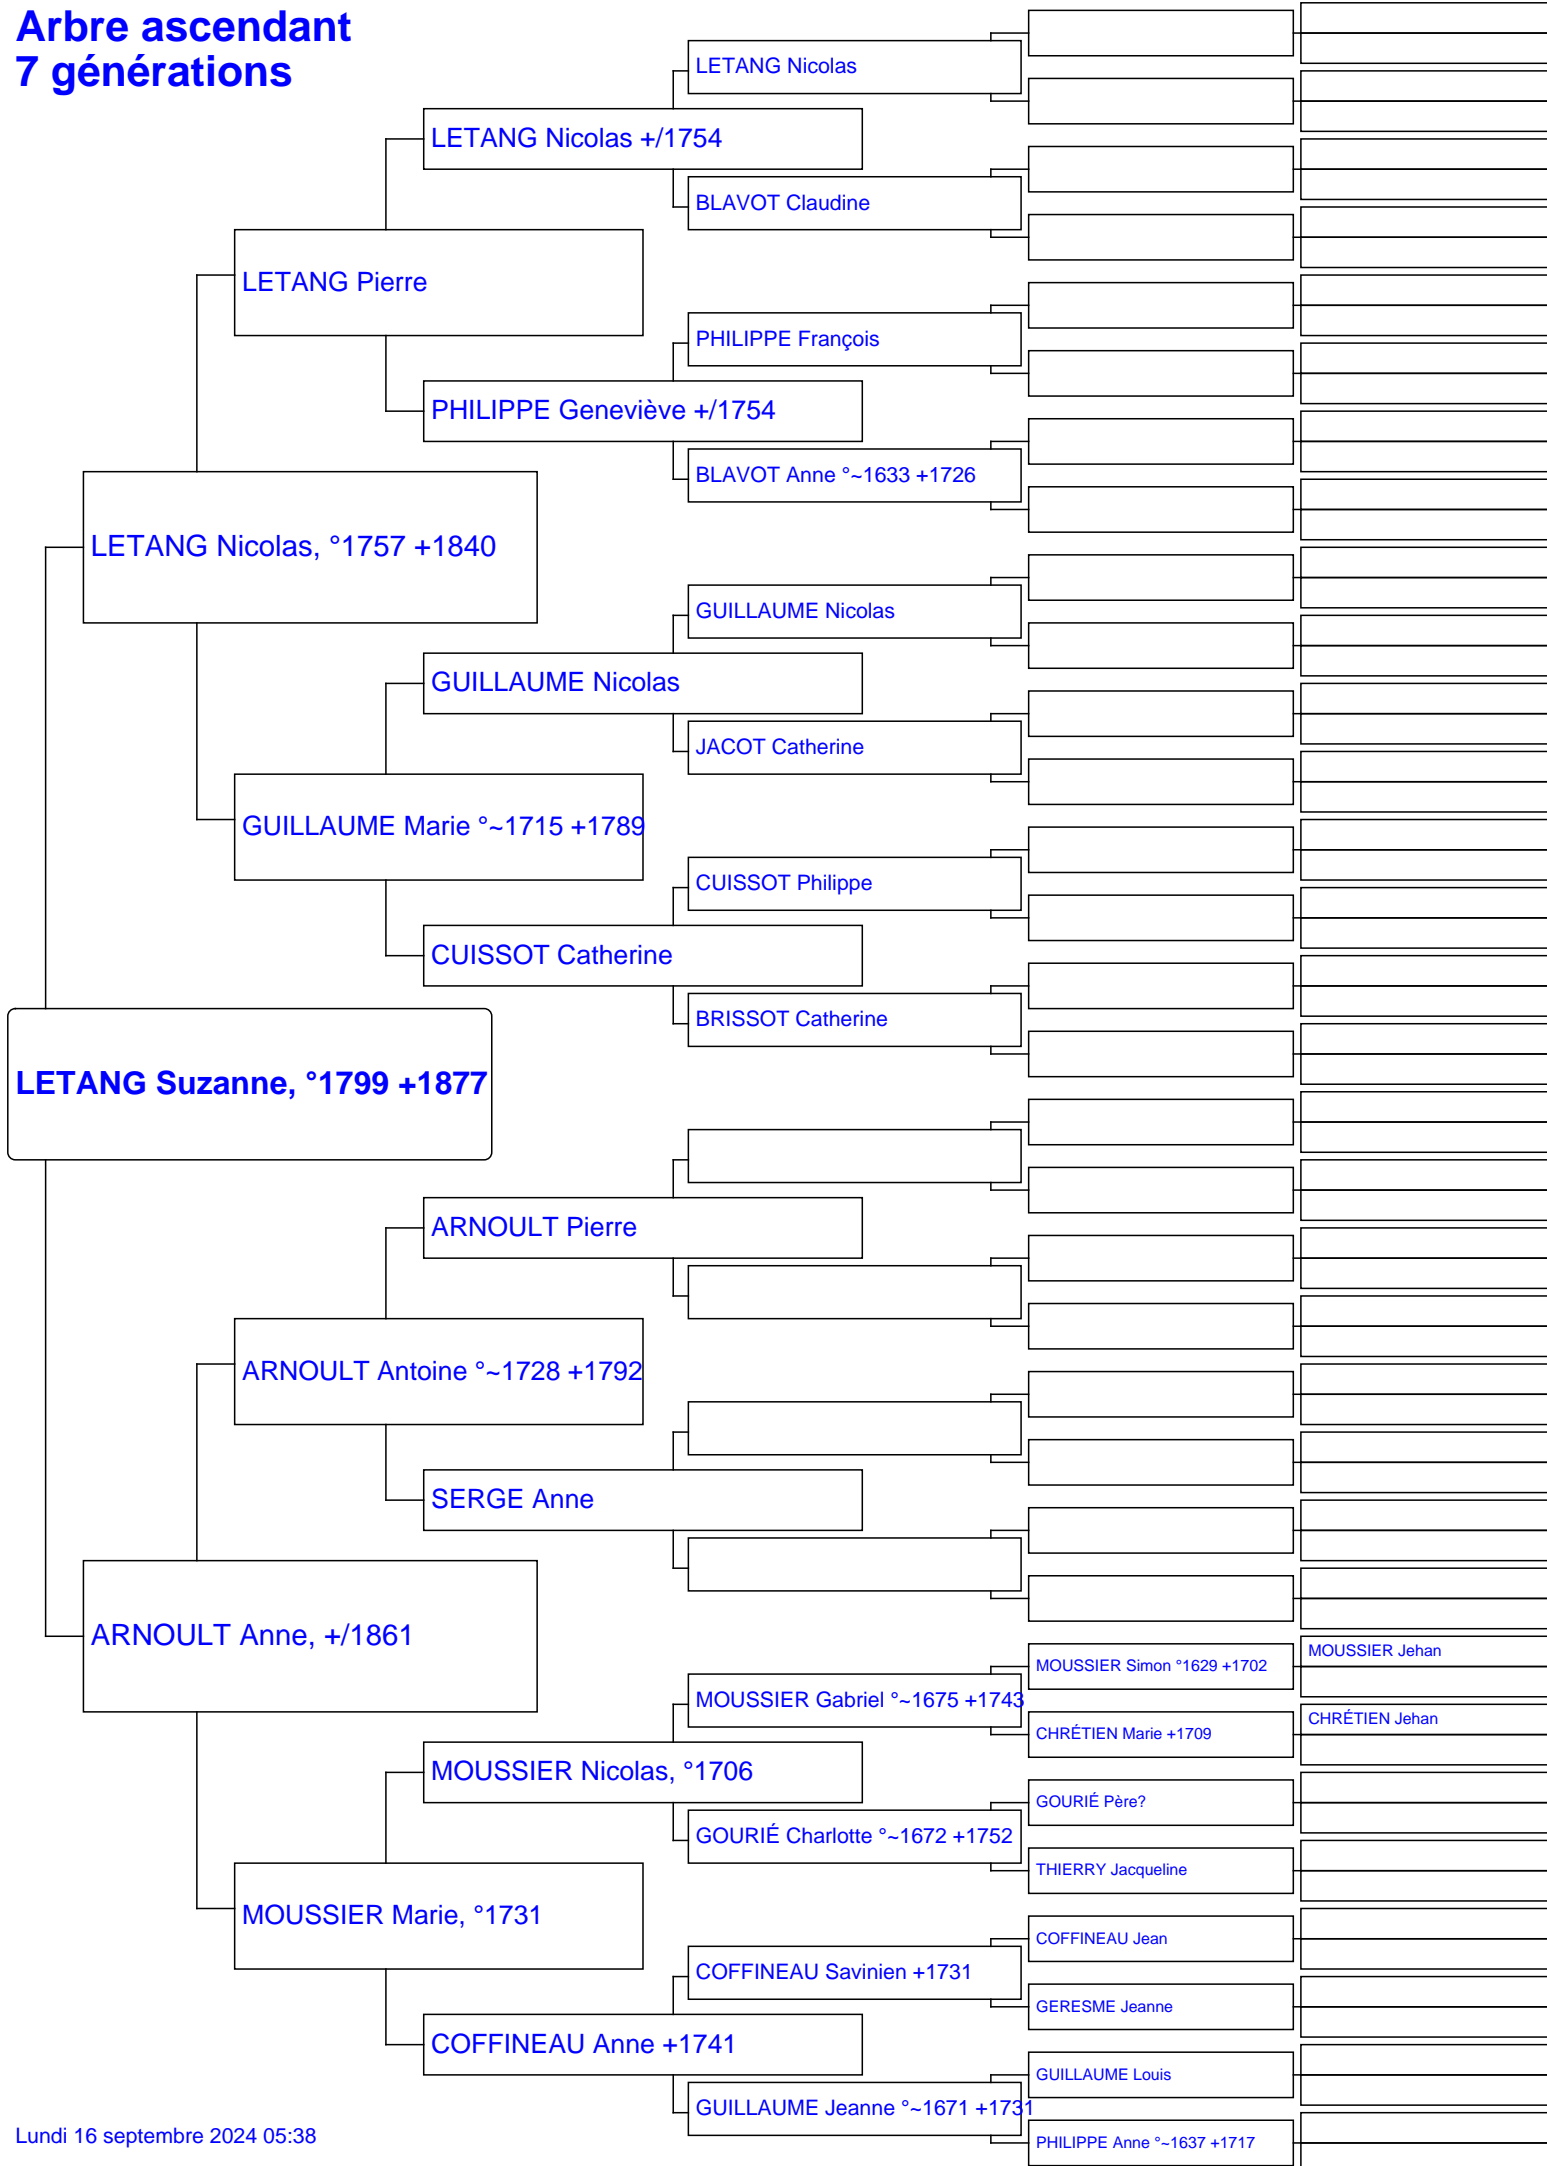 Arbre ascendant
7 générations
LETANG Nicolas
LETANG Nicolas +/1754
BLAVOT Claudine
LETANG Pierre
PHILIPPE François
PHILIPPE Geneviève +/1754
BLAVOT Anne °~1633 +1726
LETANG Nicolas, °1757 +1840
GUILLAUME Nicolas
GUILLAUME Nicolas
JACOT Catherine
GUILLAUME Marie °~1715 +1789
CUISSOT Philippe
CUISSOT Catherine
BRISSOT Catherine
LETANG Suzanne, °1799 +1877
ARNOULT Pierre
ARNOULT Antoine °~1728 +1792
SERGE Anne
ARNOULT Anne, +/1861
MOUSSIER Jehan
MOUSSIER Simon °1629 +1702
MOUSSIER Gabriel °~1675 +1743
CHRÉTIEN Jehan
CHRÉTIEN Marie +1709
MOUSSIER Nicolas, °1706
GOURIÉ Père?
GOURIÉ Charlotte °~1672 +1752
THIERRY Jacqueline
MOUSSIER Marie, °1731
COFFINEAU Jean
COFFINEAU Savinien +1731
GERESME Jeanne
COFFINEAU Anne +1741
GUILLAUME Louis
GUILLAUME Jeanne °~1671 +1731
PHILIPPE Anne °~1637 +1717
Lundi 16 septembre 2024 05:38